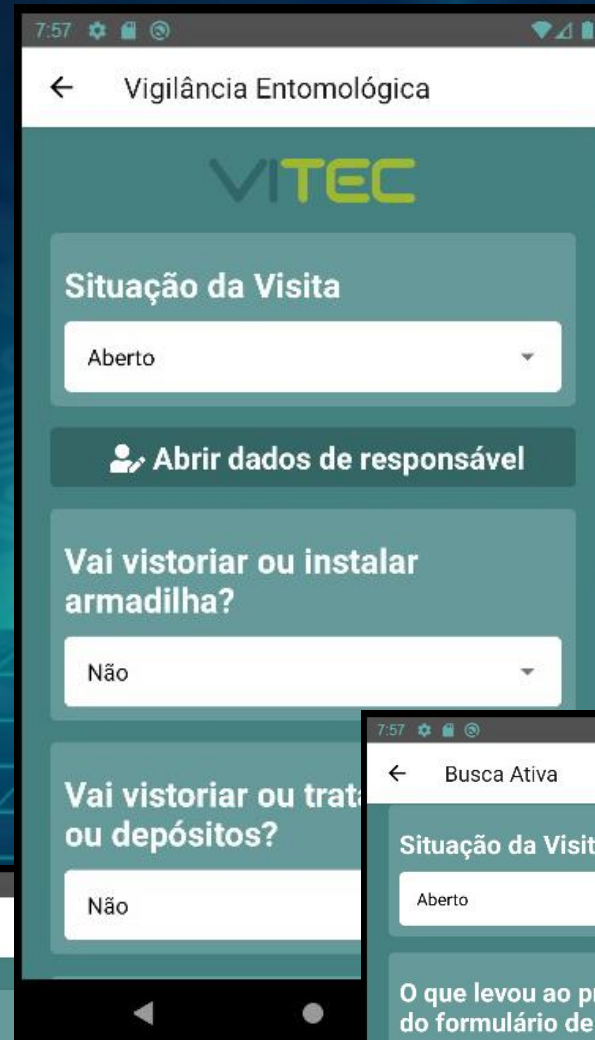 7:57
Vigilância Entomológica
VITEC
Situação da Visita
Aberto
Abrir dados de responsável
Vai vistoriar ou instalar
armadilha?
Não
Vai vistoriar ou
ou depósitos?
Não
7:57
Busca Ativa
Situação da
Aberto
O que levou ao
do formulário de